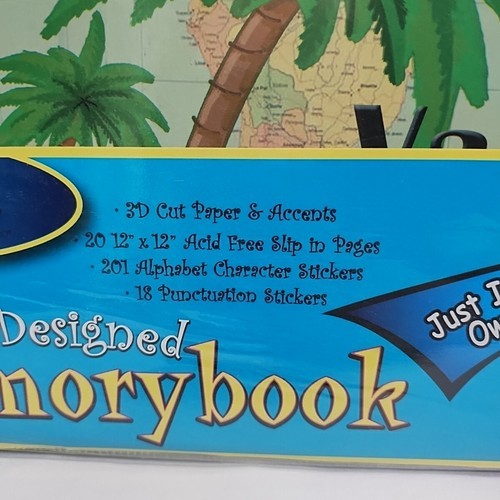 · 3D Cut Paper & Accents
· 20 12" x 12" Acid Free Slip in Pages
· 201 Alphabet Character Stickers
· 18 Punctuation Stickers
Designed
morybook
Just